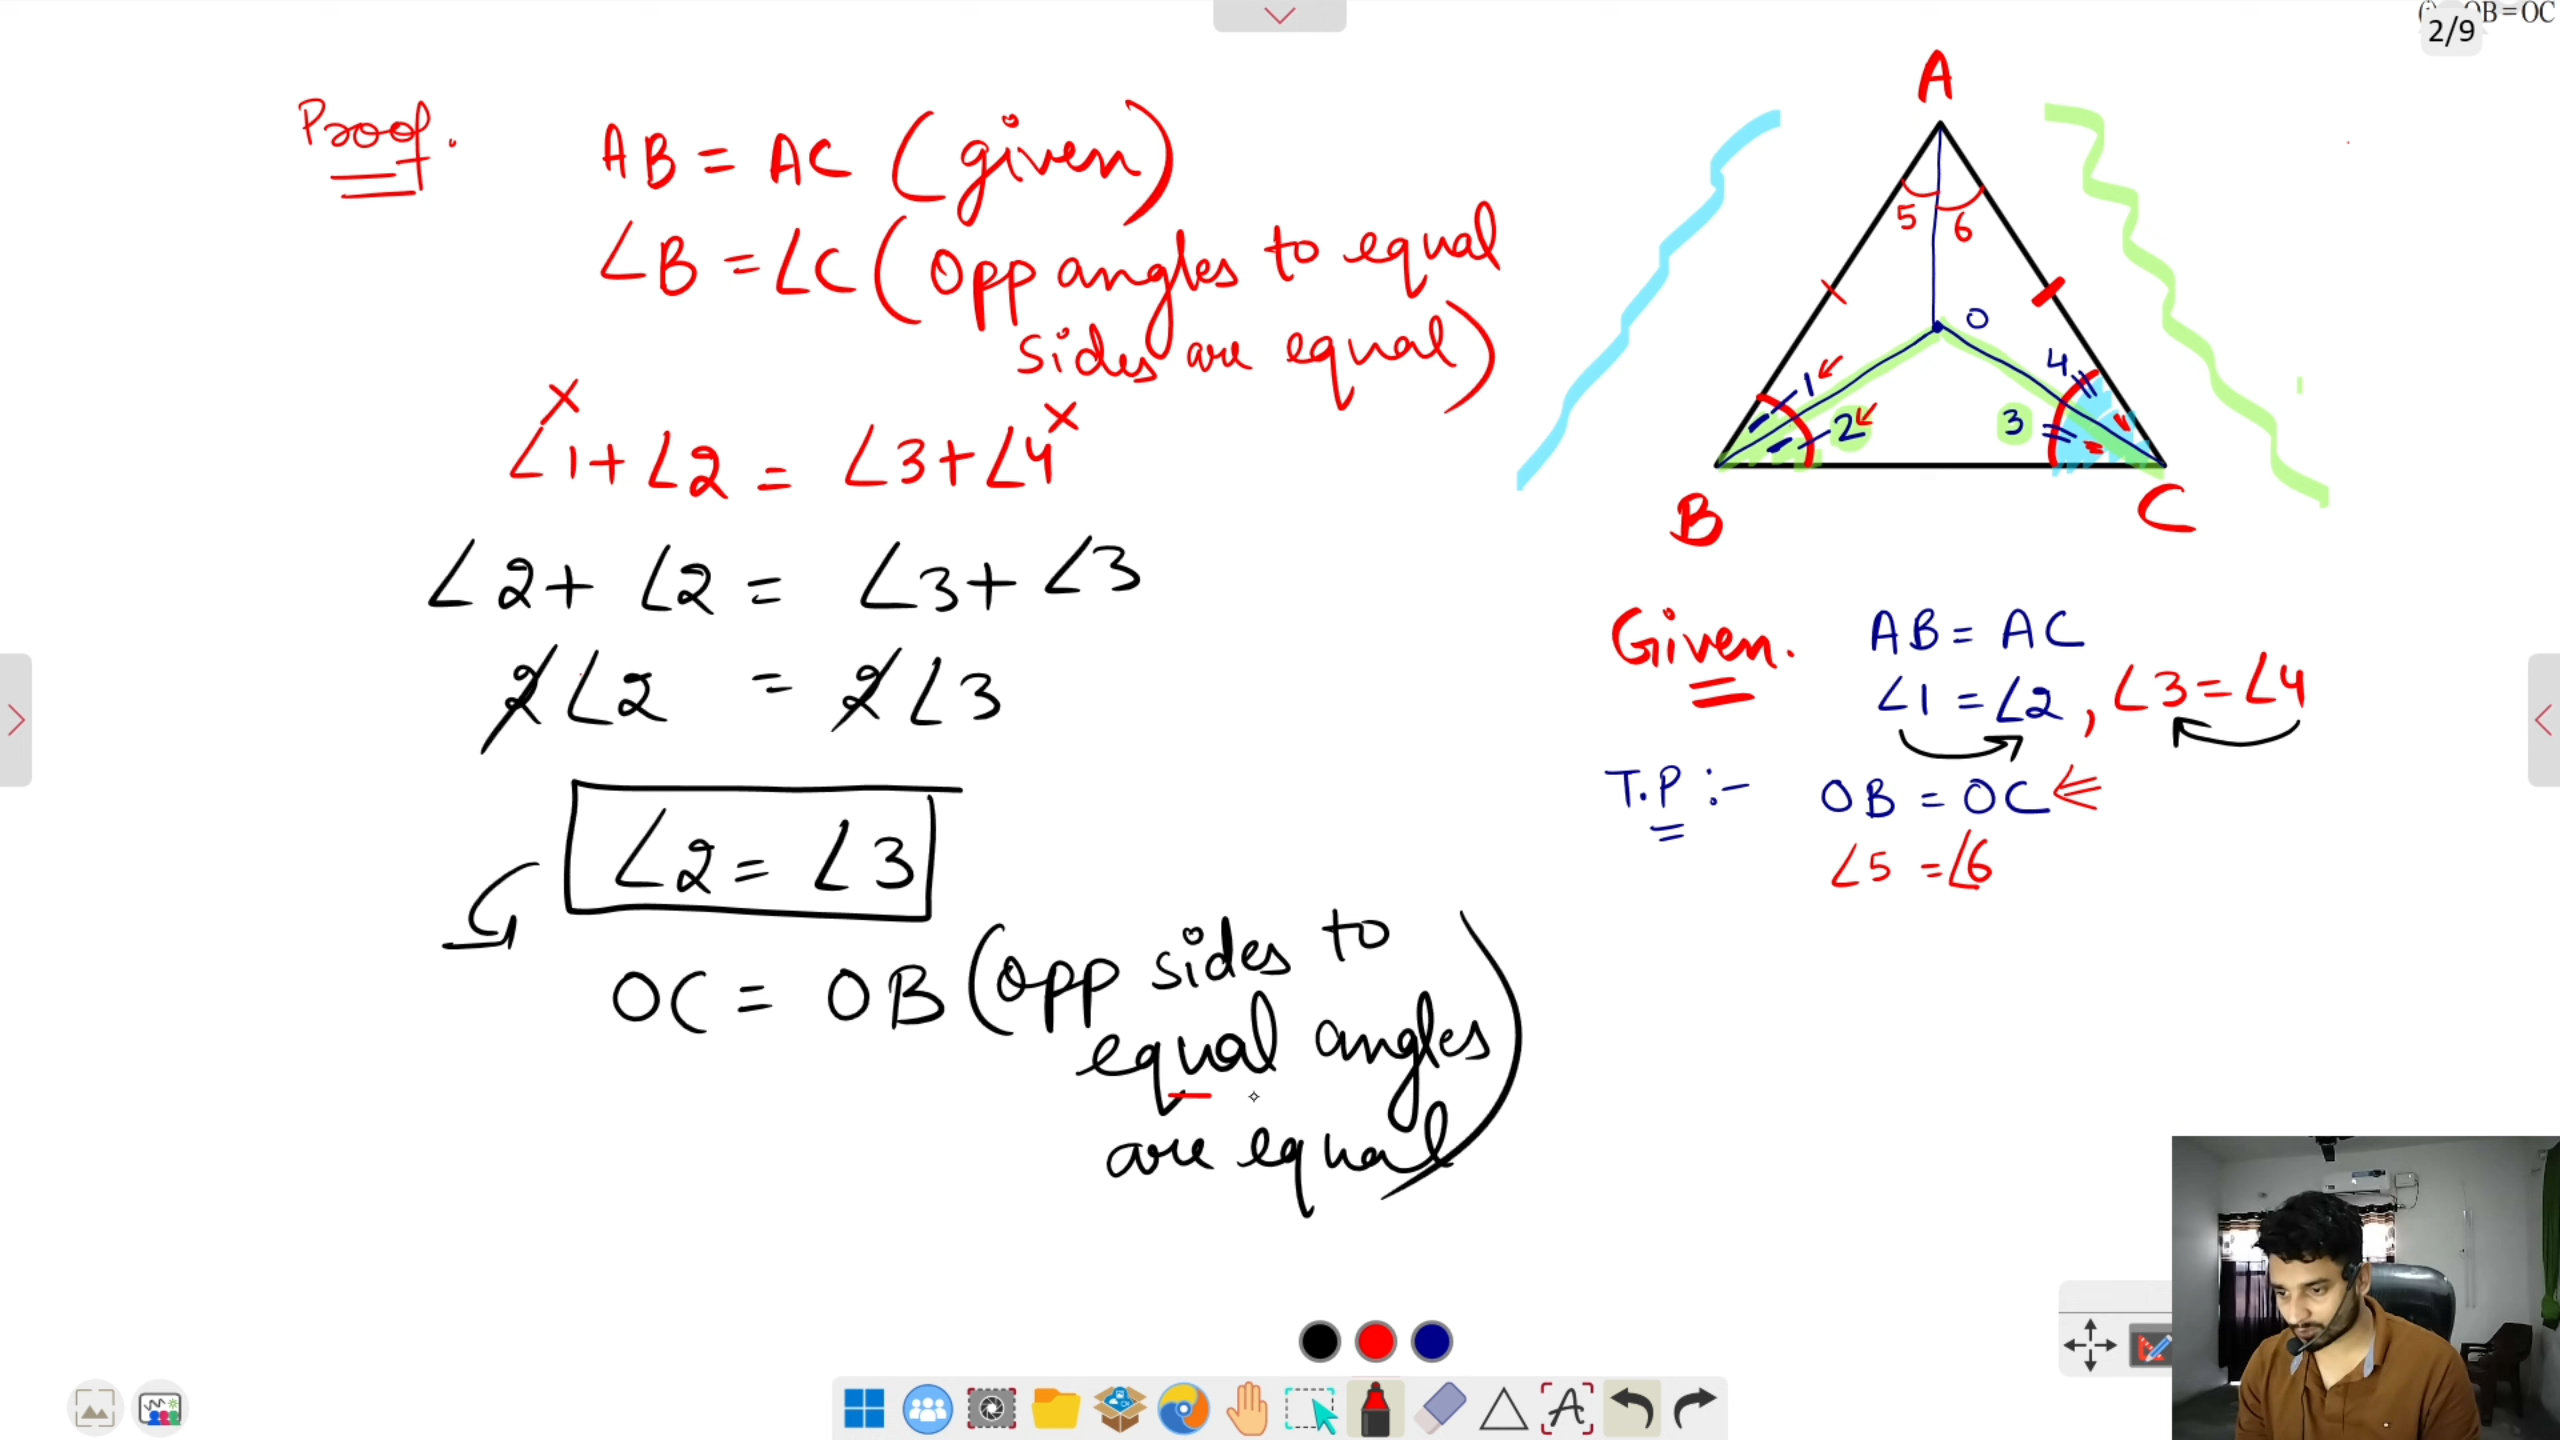 B=OC
2/9
Proof.
AB = AC (given)
∠B = ∠C (Opp angles to equal
sides are equal)
∠1+∠2 = ∠3+∠4
∠2+ ∠2 = ∠3+∠3
2∠2 = 2∠3
∠2 = ∠3
OC = OB (Opp sides to
equal angles
are equal)
A
5 6
O
1
2
3
4
B
C
Given. AB = AC
∠1 = ∠2, ∠3 = ∠4
T.P :- OB = OC
∠5 = ∠6